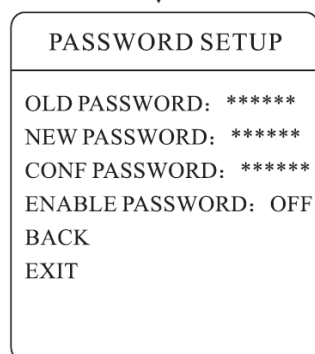 PASSWORD SETUP
OLD PASSWORD： ******
NEW PASSWORD： ******
CONF PASSWORD： ******
ENABLE PASSWORD： OFF
BACK
EXIT